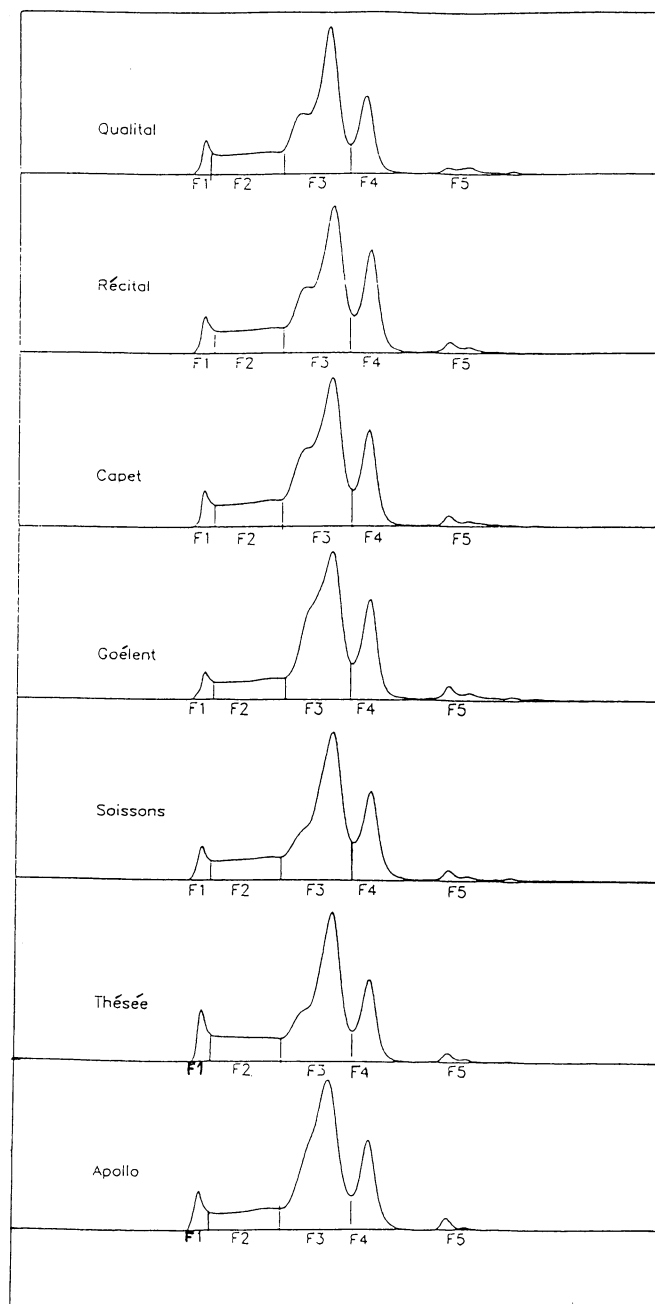 Qualital
F1 F2 F3 F4 F5
Récital
F1 F2 F3 F4 F5
Capet
F1 F2 F3 F4 F5
Goélent
F1 F2 F3 F4 F5
Soissons
F1 F2 F3 F4 F5
Thésée
F1 F2 F3 F4 F5
Apollo
F1 F2 F3 F4 F5